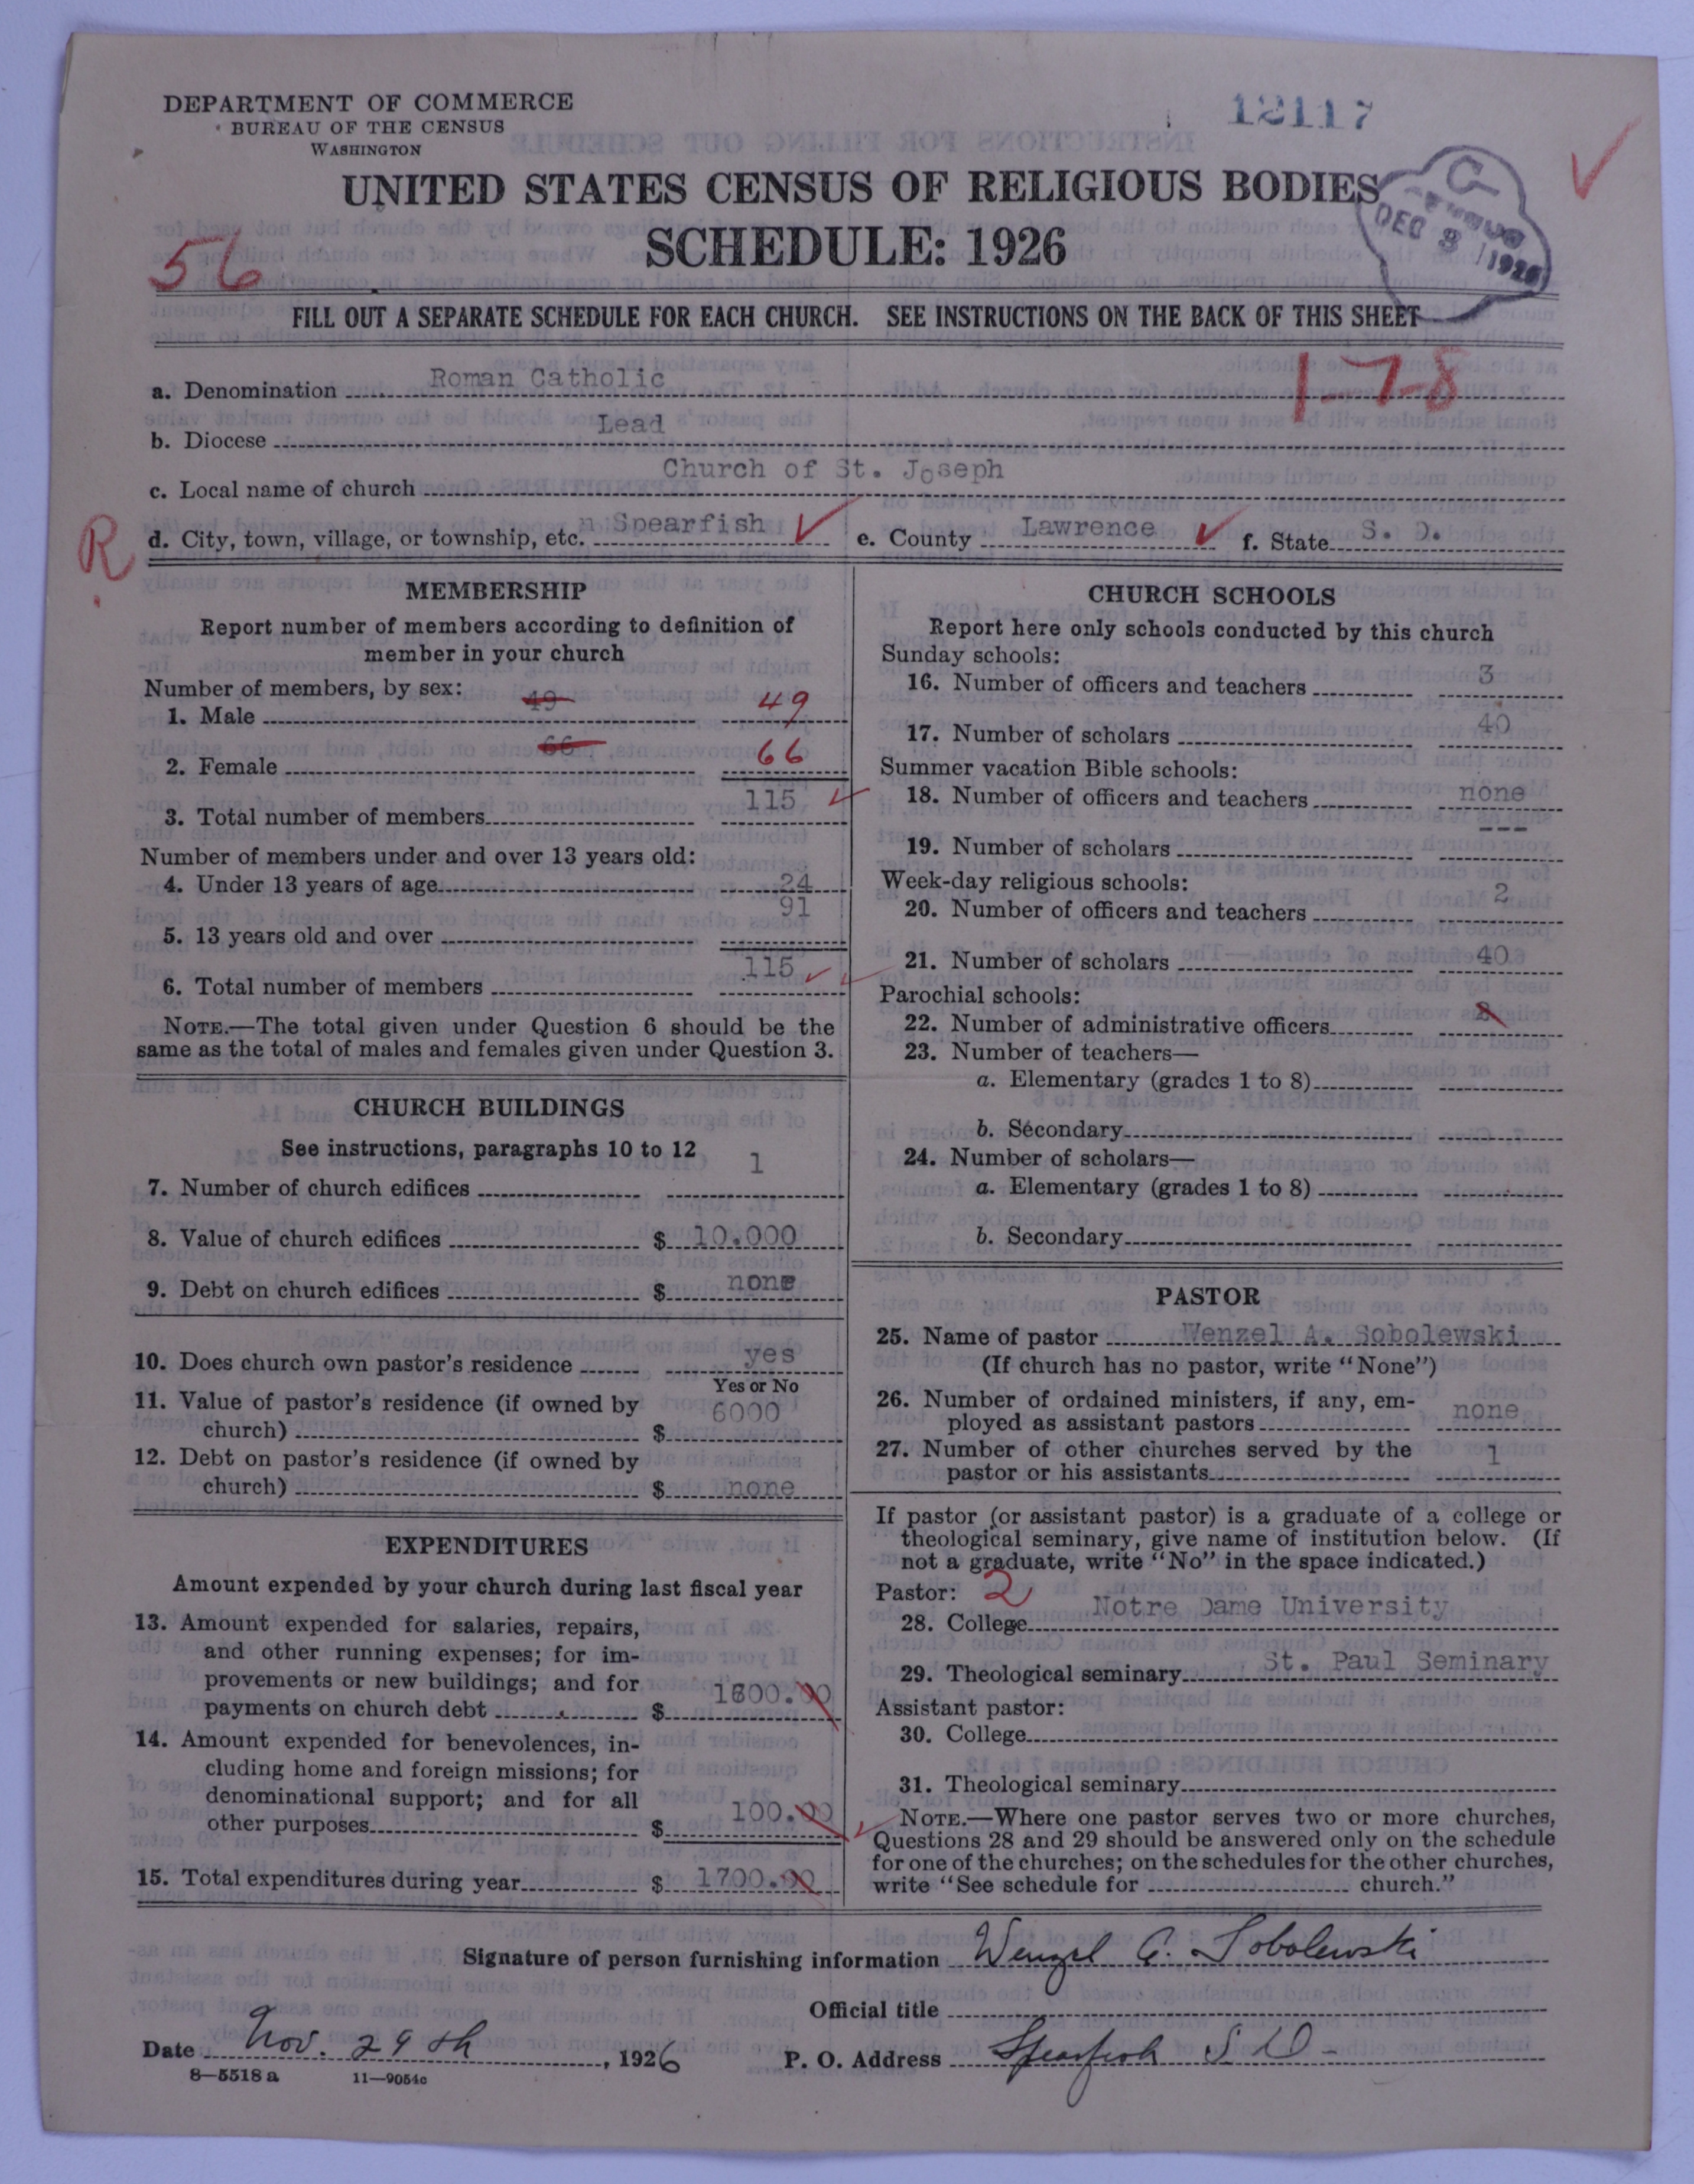 DEPARTMENT OF COMMERCE
BUREAU OF THE CENSUS
WASHINGTON
12117
UNITED STATES CENSUS OF RELIGIOUS BODIES
SCHEDULE: 1926
56
DEC 3 1926
FILL OUT A SEPARATE SCHEDULE FOR EACH CHURCH. SEE INSTRUCTIONS ON THE BACK OF THIS SHEET
1-7-8
a. Denomination Roman Catholic
b. Diocese Lead
c. Local name of church Church of St. Joseph
R
d. City, town, village, or township, etc. Spearfish e. County Lawrence f. State S. D.
MEMBERSHIP
Report number of members according to definition of
member in your church
Number of members, by sex:
1. Male 49 49
2. Female 66 66
3. Total number of members 115
Number of members under and over 13 years old:
4. Under 13 years of age 24
5. 13 years old and over 91
6. Total number of members 115
NOTE.—The total given under Question 6 should be the
same as the total of males and females given under Question 3.
CHURCH BUILDINGS
See instructions, paragraphs 10 to 12
7. Number of church edifices 1
8. Value of church edifices $ 10.000
9. Debt on church edifices $ none
10. Does church own pastor's residence yes
Yes or No
11. Value of pastor's residence (if owned by
church) $ 6000
12. Debt on pastor's residence (if owned by
church) $ none
EXPENDITURES
Amount expended by your church during last fiscal year
13. Amount expended for salaries, repairs,
and other running expenses; for im-
provements or new buildings; and for
payments on church debt $ 1600.00
14. Amount expended for benevolences, in-
cluding home and foreign missions; for
denominational support; and for all
other purposes $ 100.00
15. Total expenditures during year $ 1700.00
CHURCH SCHOOLS
Report here only schools conducted by this church
Sunday schools:
16. Number of officers and teachers 3
17. Number of scholars 40
Summer vacation Bible schools:
18. Number of officers and teachers none
19. Number of scholars ---
Week-day religious schools:
20. Number of officers and teachers 2
21. Number of scholars 40
Parochial schools:
22. Number of administrative officers
23. Number of teachers—
a. Elementary (grades 1 to 8)
b. Secondary
24. Number of scholars—
a. Elementary (grades 1 to 8)
b. Secondary
PASTOR
25. Name of pastor Wenzel A. Sobolewski
(If church has no pastor, write "None")
26. Number of ordained ministers, if any, em-
ployed as assistant pastors none
27. Number of other churches served by the
pastor or his assistants 1
If pastor (or assistant pastor) is a graduate of a college or
theological seminary, give name of institution below. (If
not a graduate, write "No" in the space indicated.)
Pastor: 2
28. College Notre Dame University
29. Theological seminary St. Paul Seminary
Assistant pastor:
30. College
31. Theological seminary
NOTE.—Where one pastor serves two or more churches,
Questions 28 and 29 should be answered only on the schedule
for one of the churches; on the schedules for the other churches,
write "See schedule for church."
Signature of person furnishing information Wenzel A. Sobolewski
Official title
Date Nov. 29th, 1926 P. O. Address Spearfish S D -
8—5518 a 11—9054c